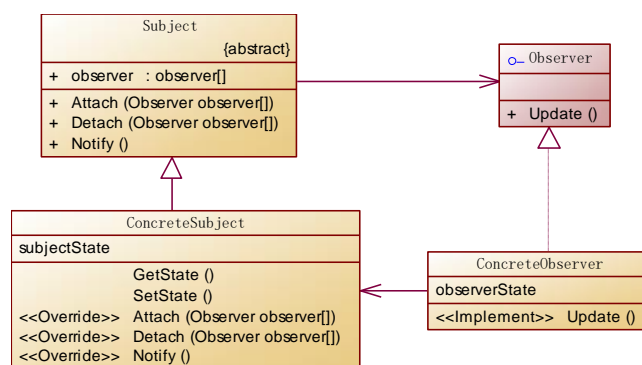 Subject
{abstract}
+ observer : observer[]
+ Attach (Observer observer[])
+ Detach (Observer observer[])
+ Notify ()
Observer
+ Update ()
ConcreteSubject
subjectState
GetState ()
SetState ()
<<Override>> Attach (Observer observer[])
<<Override>> Detach (Observer observer[])
<<Override>> Notify ()
ConcreteObserver
observerState
<<Implement>> Update ()